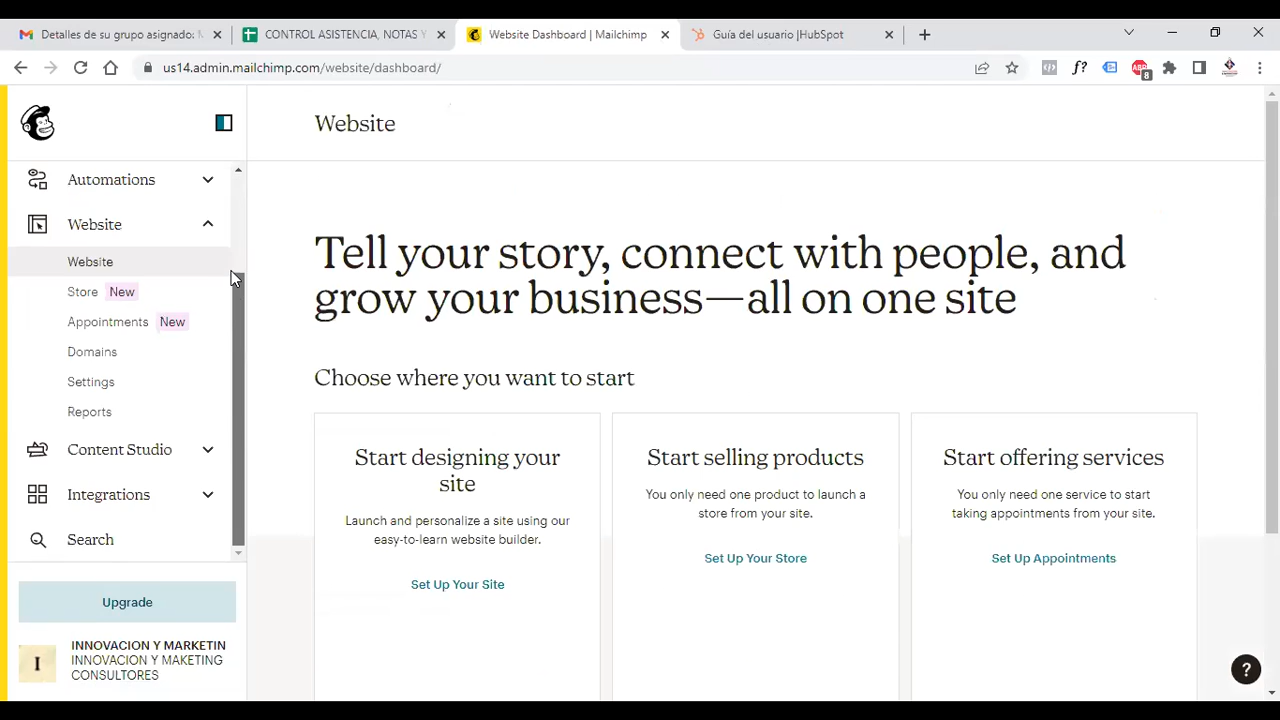 Detalles de su grupo asignado: M
CONTROL ASISTENCIA, NOTAS Y
Website Dashboard | Mailchimp
Guía del usuario |HubSpot
us14.admin.mailchimp.com/website/dashboard/
f?
ABP
8
Website
Automations
Website
Website
Store New
Appointments New
Domains
Settings
Reports
Content Studio
Integrations
Search
Upgrade
I
INNOVACION Y MARKETIN
INNOVACION Y MAKETING
CONSULTORES
Tell your story, connect with people, and
grow your business—all on one site
Choose where you want to start
Start designing your
site
Launch and personalize a site using our
easy-to-learn website builder.
Set Up Your Site
Start selling products
You only need one product to launch a
store from your site.
Set Up Your Store
Start offering services
You only need one service to start
taking appointments from your site.
Set Up Appointments
?